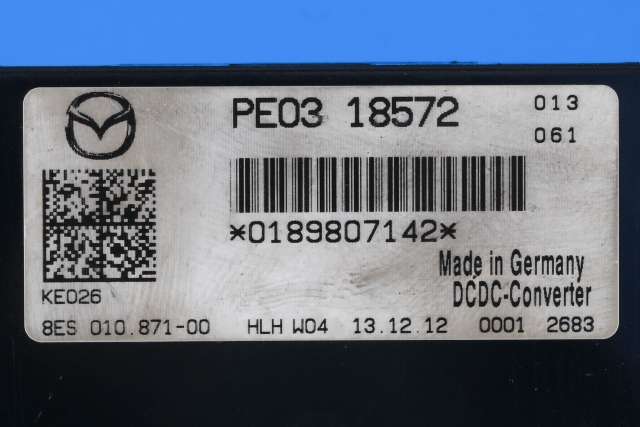 PE03 18572
013
061
*0189807142*
Made in Germany
DCDC-Converter
KE026
8ES 010.871-00 HLH W04 13.12.12 0001 2683